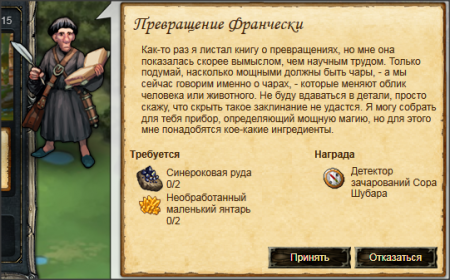 15
Превращение Франчески
Как-то раз я листал книгу о превращениях, но мне она
показалась скорее вымыслом, чем научным трудом. Только
подумай, насколько мощными должны быть чары, - а мы
сейчас говорим именно о чарах, - которые меняют облик
человека или животного. Не буду вдаваться в детали, просто
скажу, что скрыть такое заклинание не удастся. Я могу собрать
для тебя прибор, определяющий мощную магию, но для этого
мне понадобятся кое-какие ингредиенты.
Требуется
Синероковая руда
0/2
Необработанный
маленький янтарь
0/2
Награда
Детектор
зачарований Сора
Шубара
Принять
Отказаться